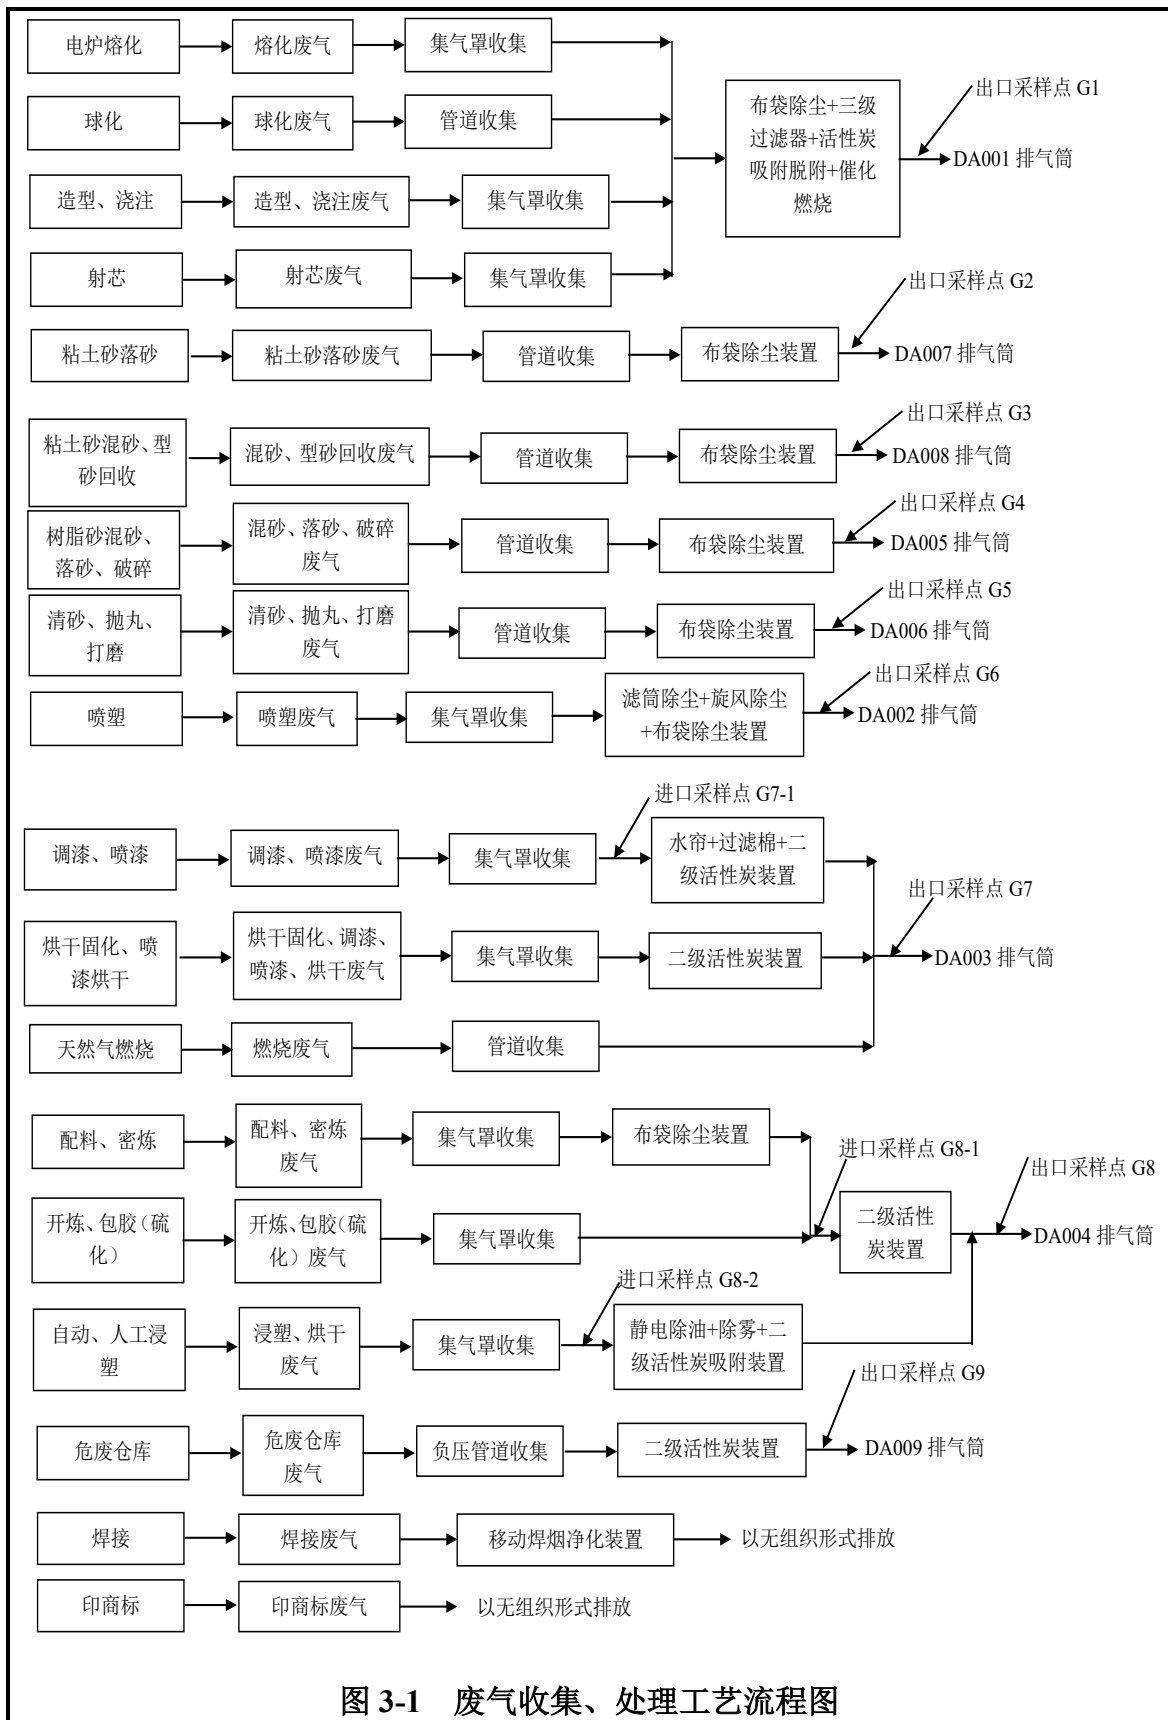 电炉熔化
熔化废气
集气罩收集
球化
球化废气
管道收集
造型、浇注
造型、浇注废气
集气罩收集
射芯
射芯废气
集气罩收集
布袋除尘+三级
过滤器+活性炭
吸附脱附+催化
燃烧
出口采样点 G1
DA001 排气筒
粘土砂落砂
粘土砂落砂废气
管道收集
布袋除尘装置
出口采样点 G2
DA007 排气筒
粘土砂混砂、型
砂回收
混砂、型砂回收废气
管道收集
布袋除尘装置
出口采样点 G3
DA008 排气筒
树脂砂混砂、
落砂、破碎
混砂、落砂、破碎
废气
管道收集
布袋除尘装置
出口采样点 G4
DA005 排气筒
清砂、抛丸、
打磨
清砂、抛丸、打磨
废气
管道收集
布袋除尘装置
出口采样点 G5
DA006 排气筒
喷塑
喷塑废气
集气罩收集
滤筒除尘+旋风除尘
+布袋除尘装置
出口采样点 G6
DA002 排气筒
调漆、喷漆
调漆、喷漆废气
集气罩收集
进口采样点 G7-1
水帘+过滤棉+二
级活性炭装置
烘干固化、喷
漆烘干
烘干固化、调漆、
喷漆、烘干废气
集气罩收集
二级活性炭装置
出口采样点 G7
DA003 排气筒
天然气燃烧
燃烧废气
管道收集
配料、密炼
配料、密炼
废气
集气罩收集
布袋除尘装置
进口采样点 G8-1
开炼、包胶（硫
化）
开炼、包胶（硫
化）废气
集气罩收集
二级活性
炭装置
出口采样点 G8
DA004 排气筒
自动、人工浸
塑
浸塑、烘干
废气
集气罩收集
进口采样点 G8-2
静电除油+除雾+二
级活性炭吸附装置
危废仓库
危废仓库
废气
负压管道收集
二级活性炭装置
出口采样点 G9
DA009 排气筒
焊接
焊接废气
移动焊烟净化装置
以无组织形式排放
印商标
印商标废气
以无组织形式排放
图 3-1 废气收集、处理工艺流程图